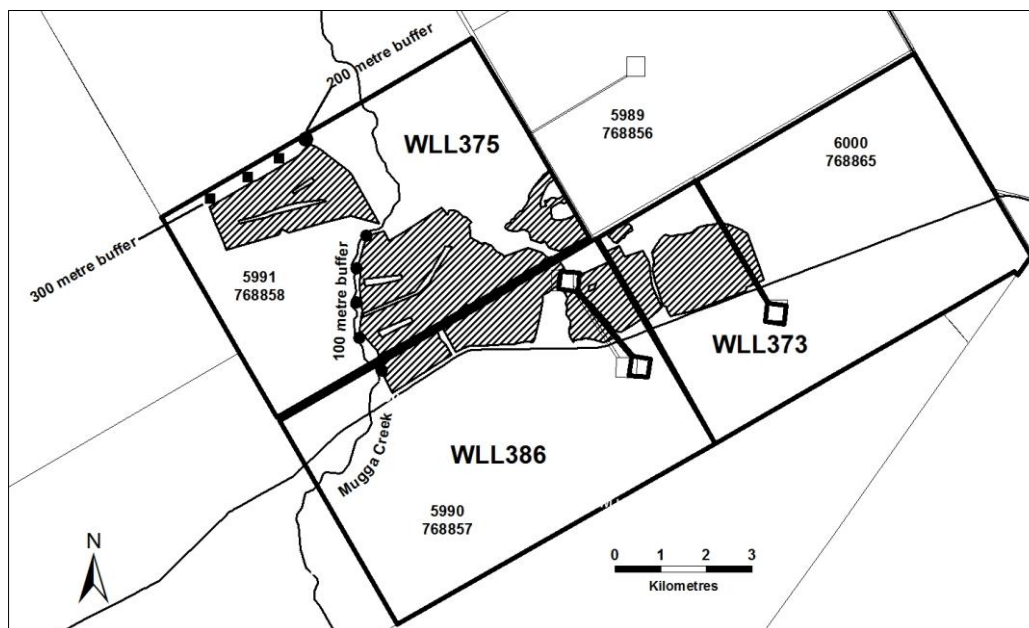 200 metre buffer
WLL375
5989
768856
6000
768865
300 metre buffer
5991
768858
100 metre buffer
WLL373
Mugga Creek
WLL386
5990
768857
N
0 1 2 3
Kilometres